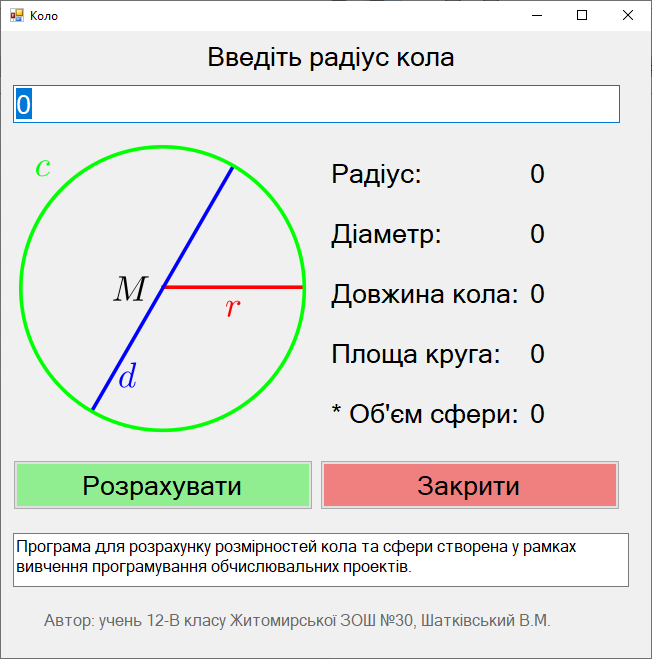 Коло
Введіть радіус кола
0
c
M
r
d
Радіус: 0
Діаметр: 0
Довжина кола: 0
Площа круга: 0
* Об'єм сфери: 0
Розрахувати
Закрити
Програма для розрахунку розмірностей кола та сфери створена у рамках
вивчення програмування обчислювальних проектів.
Автор: учень 12-В класу Житомирської ЗОШ №30, Шатківський В.М.